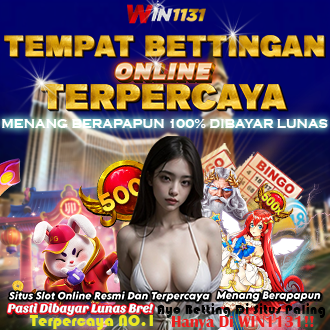 WIN1131
TEMPAT BETTINGAN
ONLINE
TERPERCAYA
MENANG BERAPAPUN 100% DIBAYAR LUNAS
BINGO
500
500
Situs Slot Online Resmi Dan Terpercaya
Menang Berapapun
Pasti Dibayar Lunas Bre!
Ayo Betting Di Situs Paling
Terpercaya NO.1
Hanya Di WIN1131!!